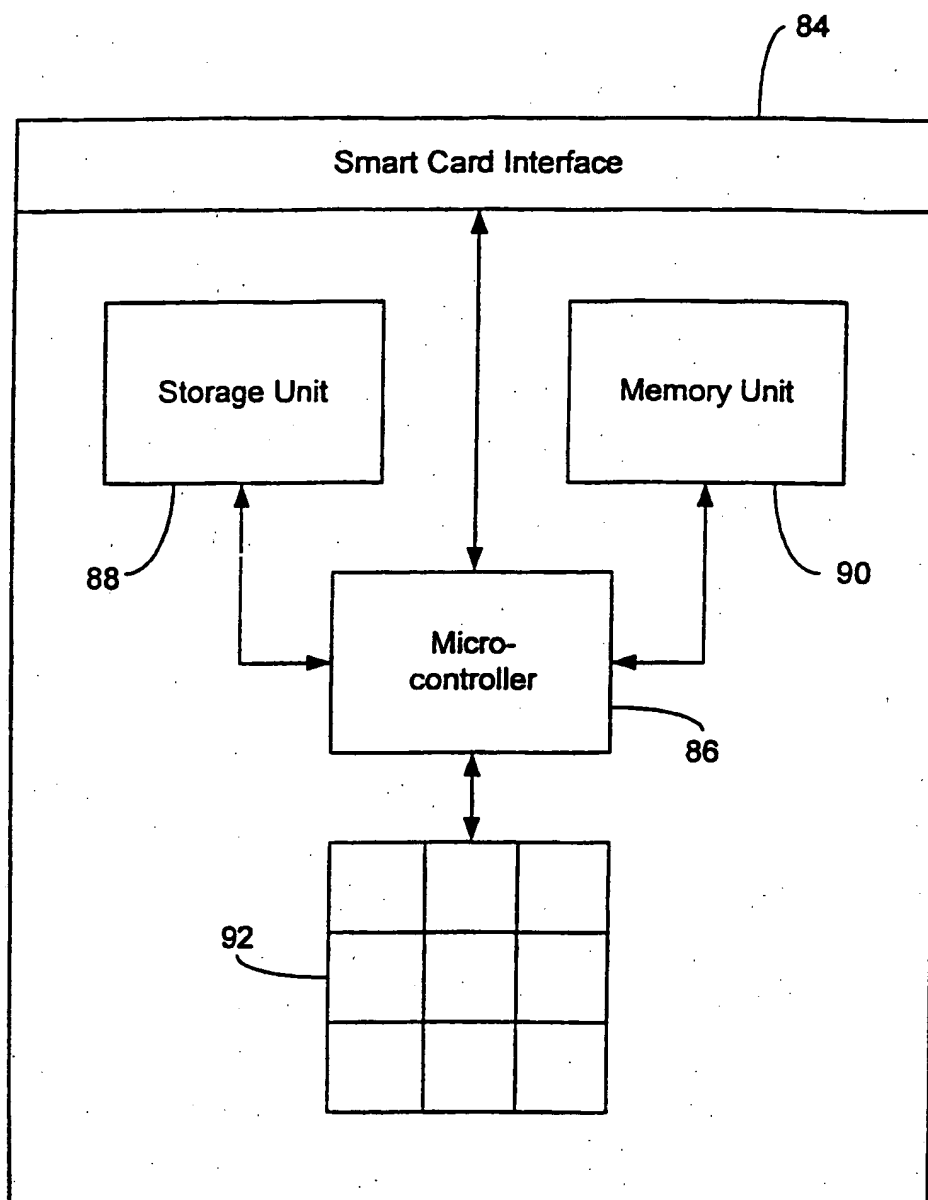 84
Smart Card Interface
Storage Unit
Memory Unit
88
90
Micro-
controller
86
92